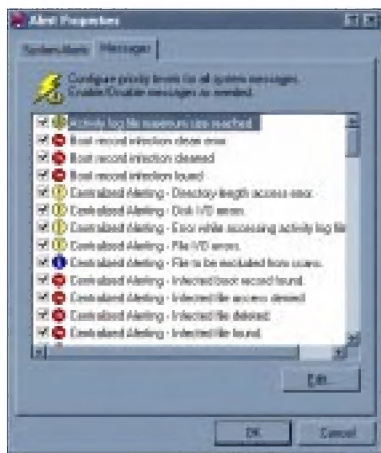 Alert Properties
System Alerts Messages
Configure priority levels for all system messages.
Enable/Disable messages as needed.
Activity log file maximum size reached
Boot record infection clean error
Boot record infection cleaned
Boot record infection found
Centralized Alerting - Directory length access error.
Centralized Alerting - Disk I/O errors.
Centralized Alerting - Error while accessing activity log file
Centralized Alerting - File I/O errors.
Centralized Alerting - File to be excluded from scans.
Centralized Alerting - Infected boot record found.
Centralized Alerting - Infected file access denied.
Centralized Alerting - Infected file deleted.
Centralized Alerting - Infected file found.
Edit...
OK Cancel